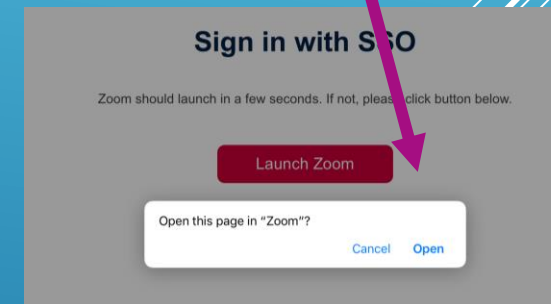 Sign in with SSO
Zoom should launch in a few seconds. If not, please click button below.
Launch Zoom
Open this page in “Zoom”?
Cancel Open